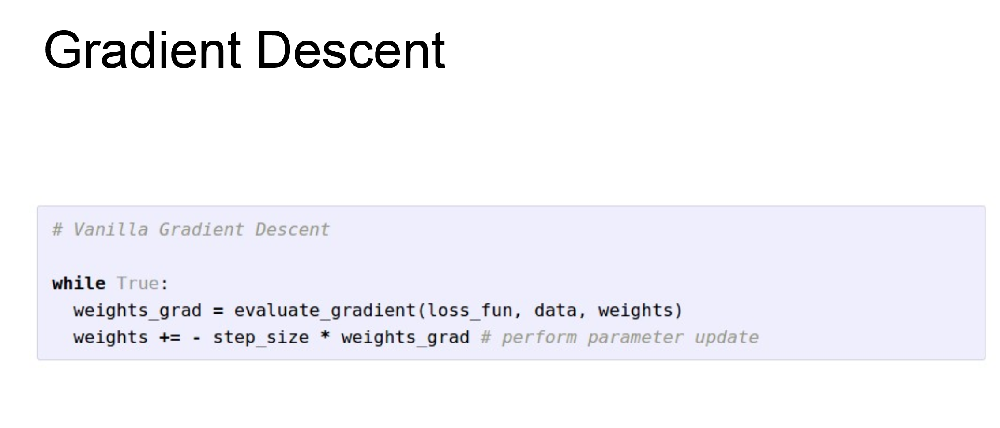 Gradient Descent
# Vanilla Gradient Descent
while True:
  weights_grad = evaluate_gradient(loss_fun, data, weights)
  weights += - step_size * weights_grad # perform parameter update